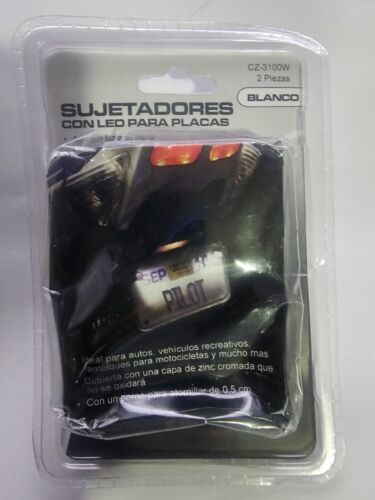 CZ-3100W
2 Piezas
BLANCO
SUJETADORES
CON LED PARA PLACAS
luz
SEP
PILOT
• Ideal para autos, vehículos recreativos,
remolques para motocicletas y mucho mas
• Cubierta con una capa de zinc cromada que
no se oxidará
• Con un perno para atornillar de 0.5 cm